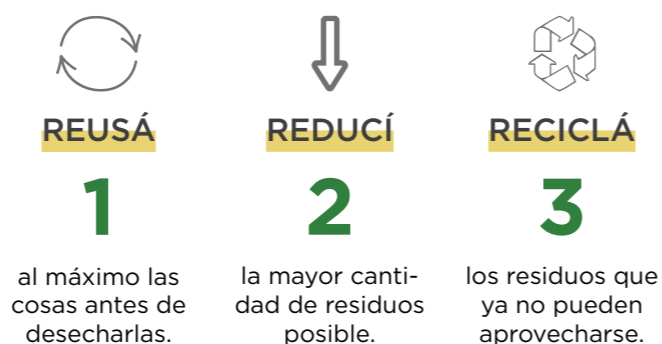 REUSÁ
1
al máximo las
cosas antes de
desecharlas.
REDUCÍ
2
la mayor canti-
dad de residuos
posible.
RECICLÁ
3
los residuos que
ya no pueden
aprovecharse.